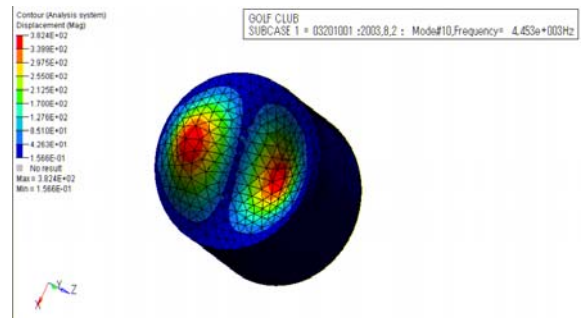 Contour (Analysis system)
Displacement (Mag)
3.824E+02
3.399E+02
2.975E+02
2.550E+02
2.125E+02
1.700E+02
1.276E+02
8.510E+01
4.263E+01
1.566E-01
No result
Max = 3.824E+02
Min = 1.566E-01
GOLF CLUB
SUBCASE 1 = 03201001 :2003,8,2 : Mode#10,Frequency= 4.453e+003Hz
X
Y
Z